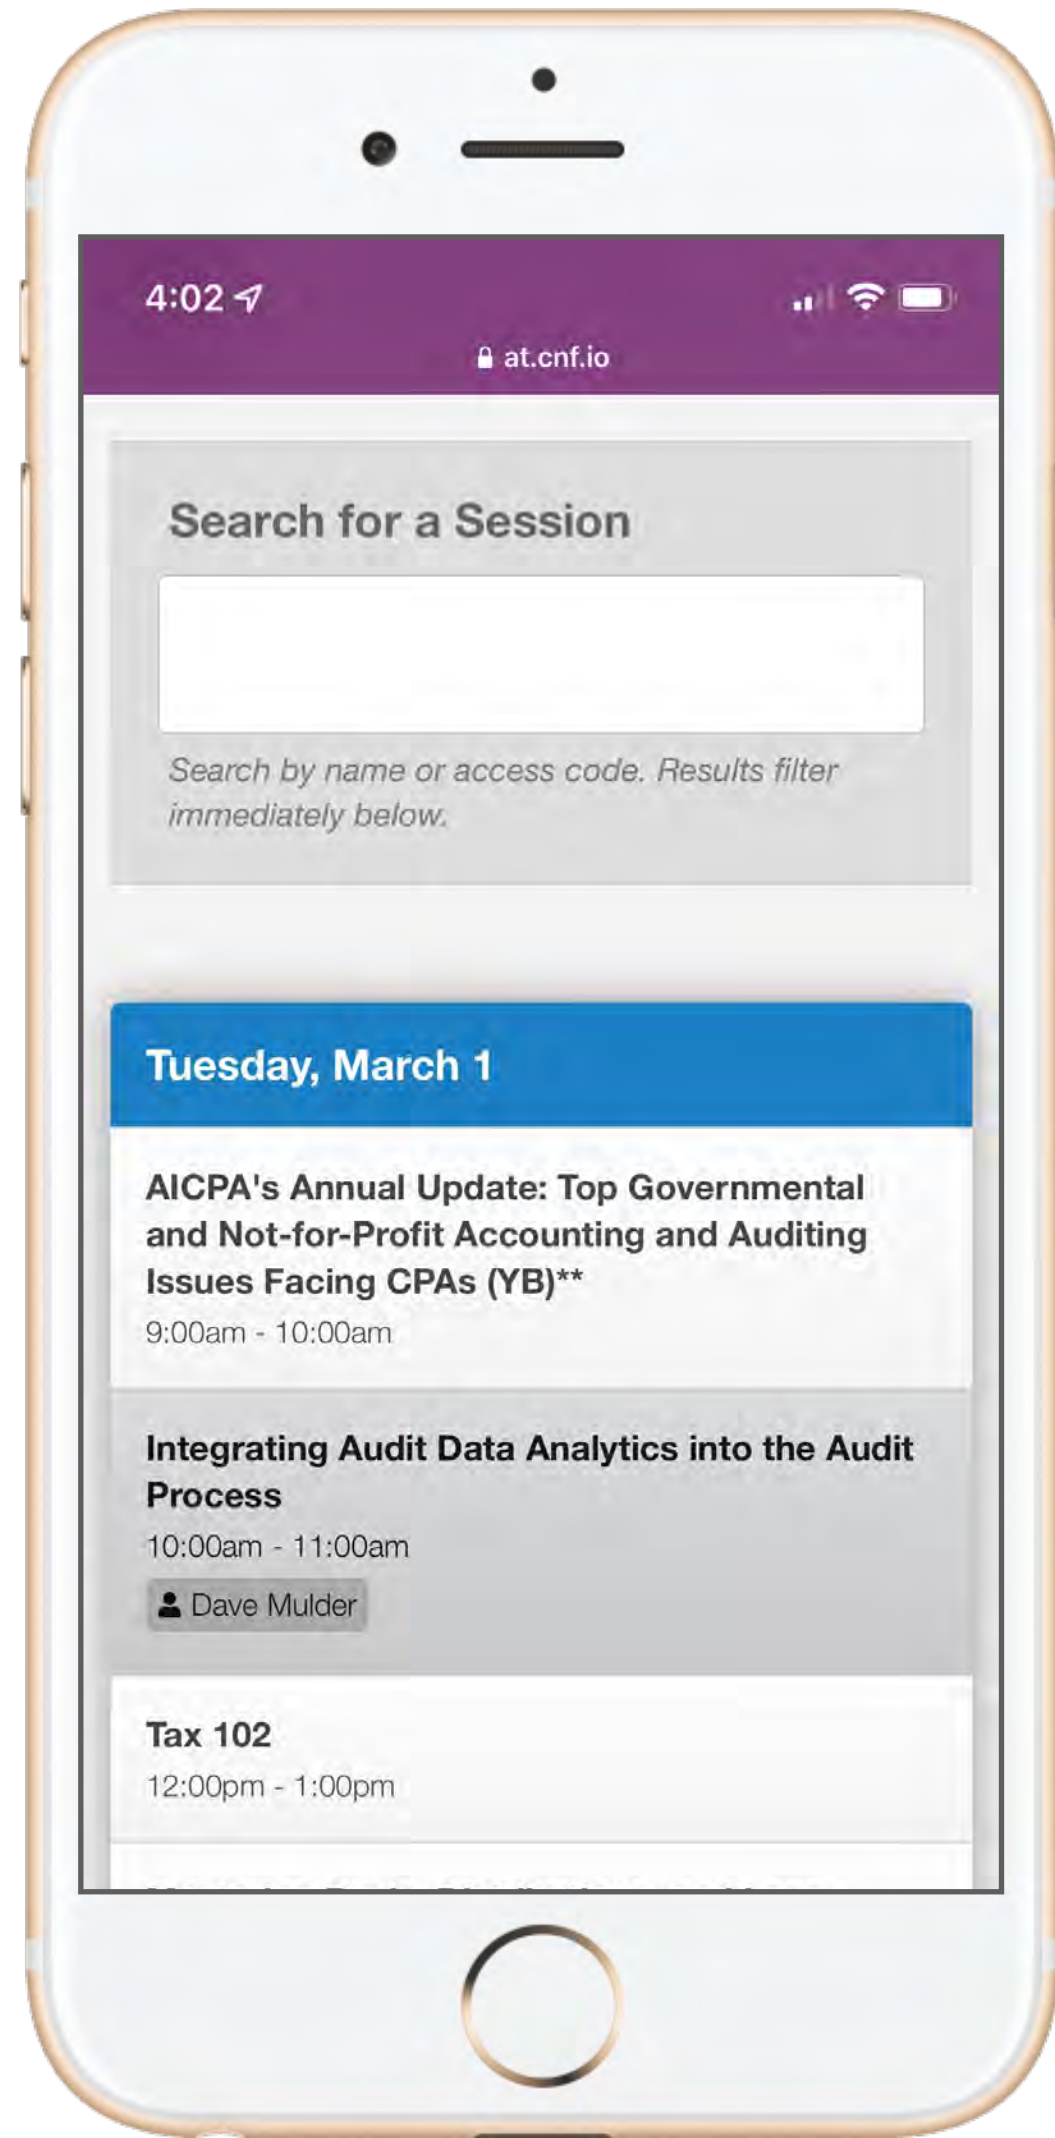 4:02
at.cnf.io
Search for a Session
Search by name or access code. Results filter
immediately below.
Tuesday, March 1
AICPA's Annual Update: Top Governmental
and Not-for-Profit Accounting and Auditing
Issues Facing CPAs (YB)**
9:00am - 10:00am
Integrating Audit Data Analytics into the Audit
Process
10:00am - 11:00am
Dave Mulder
Tax 102
12:00pm - 1:00pm